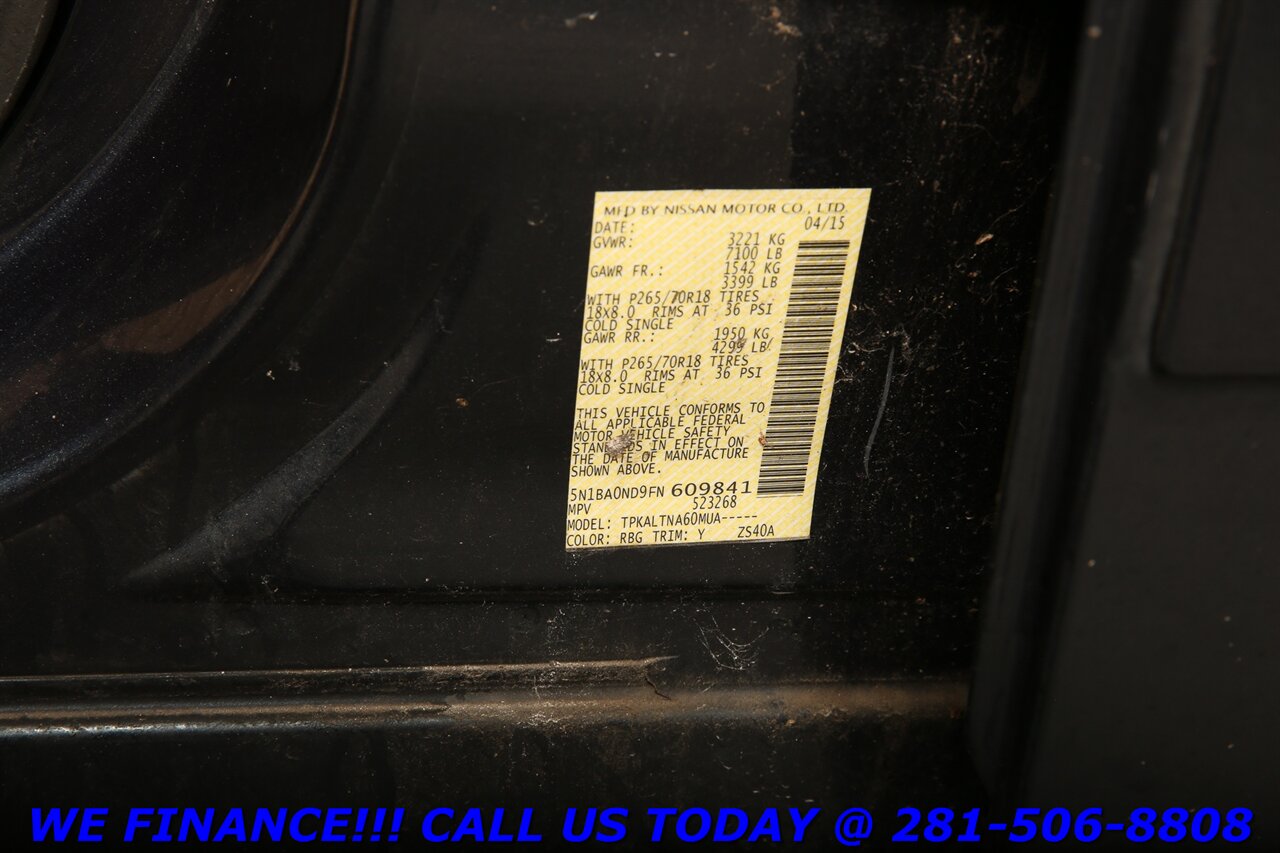 MFD BY NISSAN MOTOR CO., LTD.
DATE: 04/15
GVWR: 3221 KG
7100 LB
GAWR FR.: 1542 KG
3399 LB
WITH P265/70R18 TIRES
18X8.0 RIMS AT 36 PSI
COLD SINGLE
GAWR RR.: 1950 KG
4299 LB
WITH P265/70R18 TIRES
18X8.0 RIMS AT 36 PSI
COLD SINGLE
THIS VEHICLE CONFORMS TO
ALL APPLICABLE FEDERAL
MOTOR VEHICLE SAFETY
STANDARDS IN EFFECT ON
THE DATE OF MANUFACTURE
SHOWN ABOVE.
5N1BA0ND9FN 609841
MPV 523268
MODEL: TPKALTNA60MUA-----
COLOR: RBG TRIM: Y ZS40A
WE FINANCE!!! CALL US TODAY @ 281-506-8808